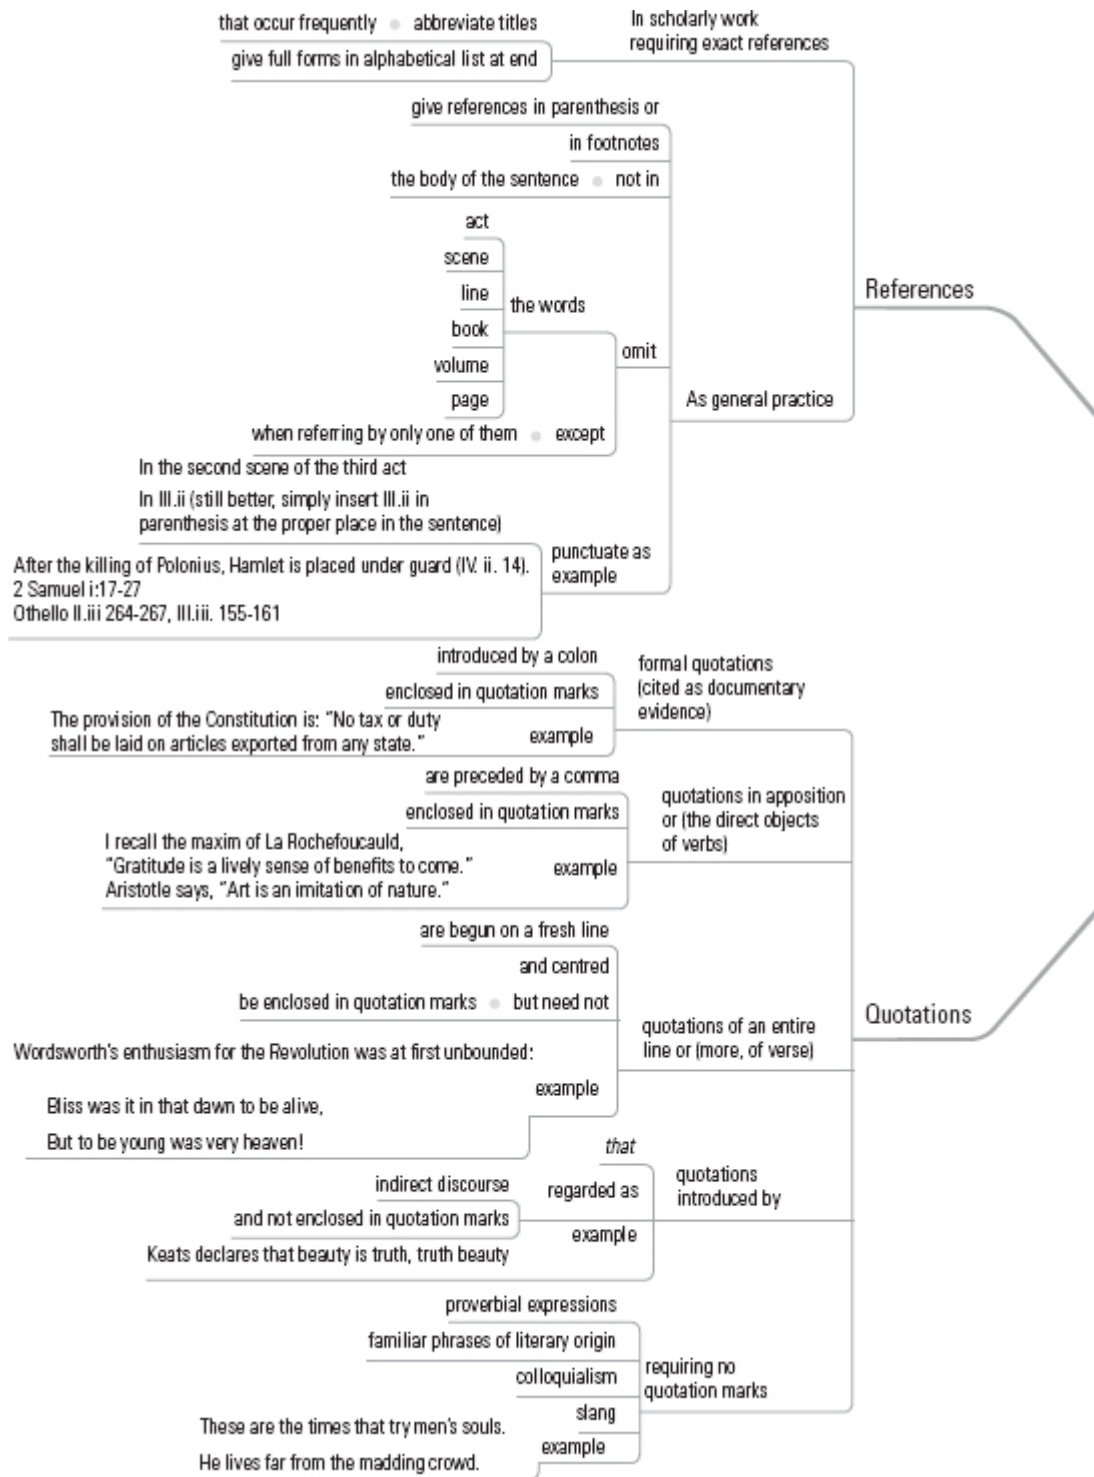 In scholarly work
requiring exact references
that occur frequently abbreviate titles
give full forms in alphabetical list at end
give references in parenthesis or
in footnotes
the body of the sentence not in
act
scene
line
book
volume
page
the words
omit
when referring by only one of them except
As general practice
References
In the second scene of the third act
In III.ii (still better, simply insert III.ii in
parenthesis at the proper place in the sentence)
punctuate as
example
After the killing of Polonius, Hamlet is placed under guard (IV. ii. 14).
2 Samuel i:17-27
Othello II.iii 264-267, III.iii. 155-161
introduced by a colon
enclosed in quotation marks
formal quotations
(cited as documentary
evidence)
The provision of the Constitution is: "No tax or duty
shall be laid on articles exported from any state."
example
are preceded by a comma
enclosed in quotation marks
quotations in apposition
or (the direct objects
of verbs)
I recall the maxim of La Rochefoucauld,
"Gratitude is a lively sense of benefits to come."
Aristotle says, "Art is an imitation of nature."
example
are begun on a fresh line
and centred
be enclosed in quotation marks but need not
Quotations
quotations of an entire
line or (more, of verse)
Wordsworth's enthusiasm for the Revolution was at first unbounded:
Bliss was it in that dawn to be alive,
But to be young was very heaven!
example
that
quotations
introduced by
indirect discourse
and not enclosed in quotation marks
regarded as
example
Keats declares that beauty is truth, truth beauty
proverbial expressions
familiar phrases of literary origin
colloquialism
slang
requiring no
quotation marks
These are the times that try men's souls.
He lives far from the madding crowd.
example